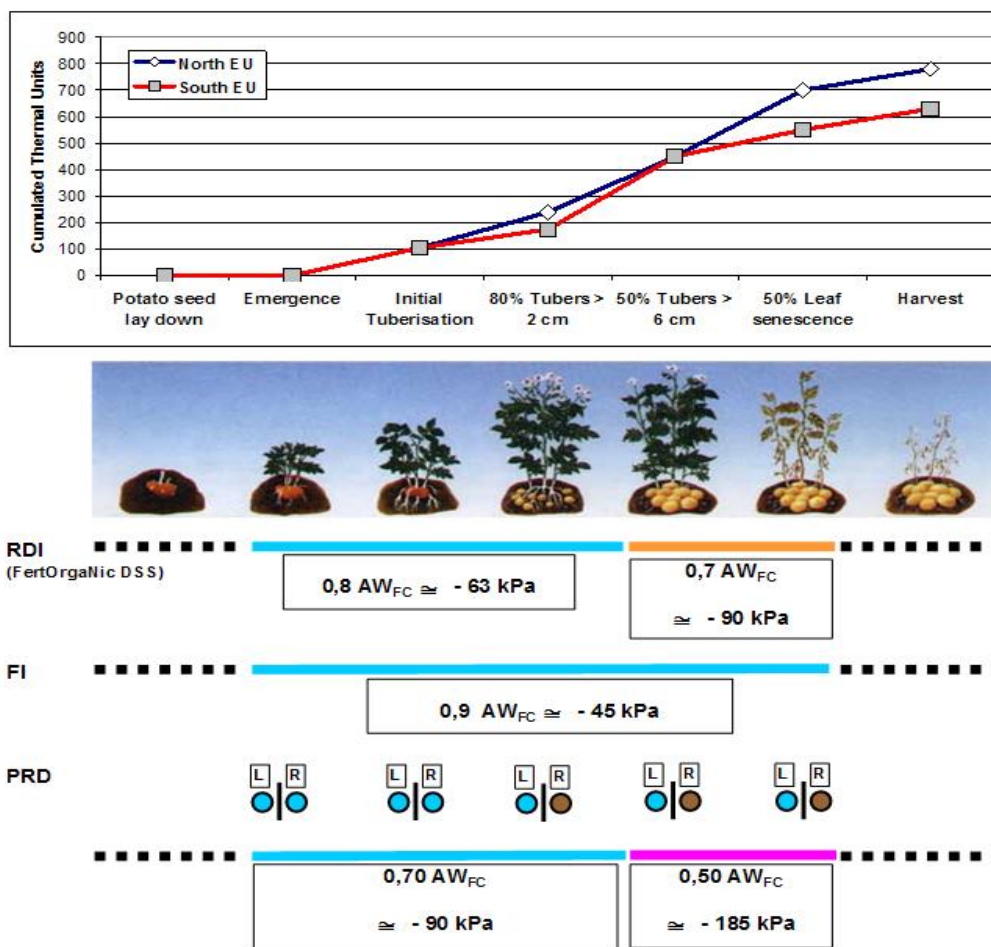 900
800
700
600
500
400
300
200
100
0
Cumulated Thermal Units
North EU
South EU
Potato seed lay down
Emergence
Initial Tuberisation
80% Tubers > 2 cm
50% Tubers > 6 cm
50% Leaf senescence
Harvest
RDI
(FertOrgaNic DSS)
0,8 AWFC ≅ - 63 kPa
0,7 AWFC
≅ - 90 kPa
FI
0,9 AWFC ≅ - 45 kPa
PRD
L R L R L R L R L R
0,70 AWFC
≅ - 90 kPa
0,50 AWFC
≅ - 185 kPa